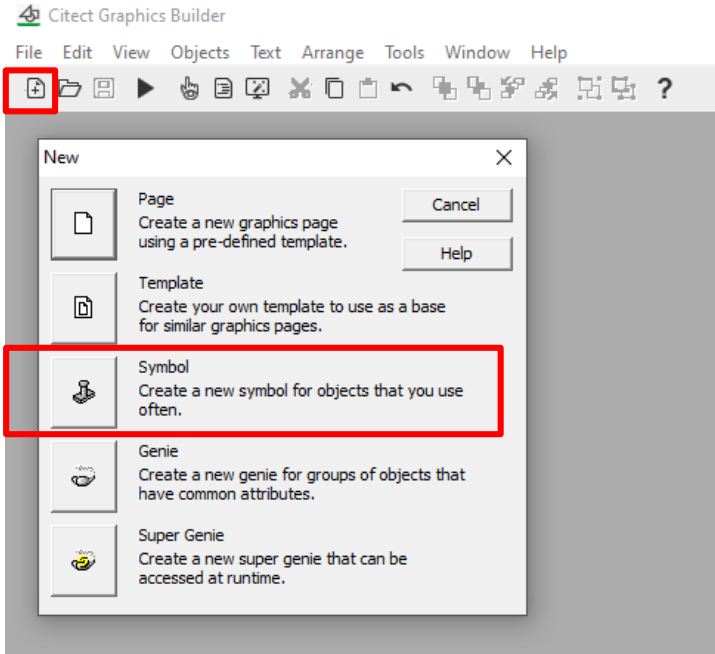 Citect Graphics Builder
File Edit View Objects Text Arrange Tools Window Help
?
New
Page
Create a new graphics page
using a pre-defined template.
Cancel
Help
Template
Create your own template to use as a base
for similar graphics pages.
Symbol
Create a new symbol for objects that you use
often.
Genie
Create a new genie for groups of objects that
have common attributes.
Super Genie
Create a new super genie that can be
accessed at runtime.